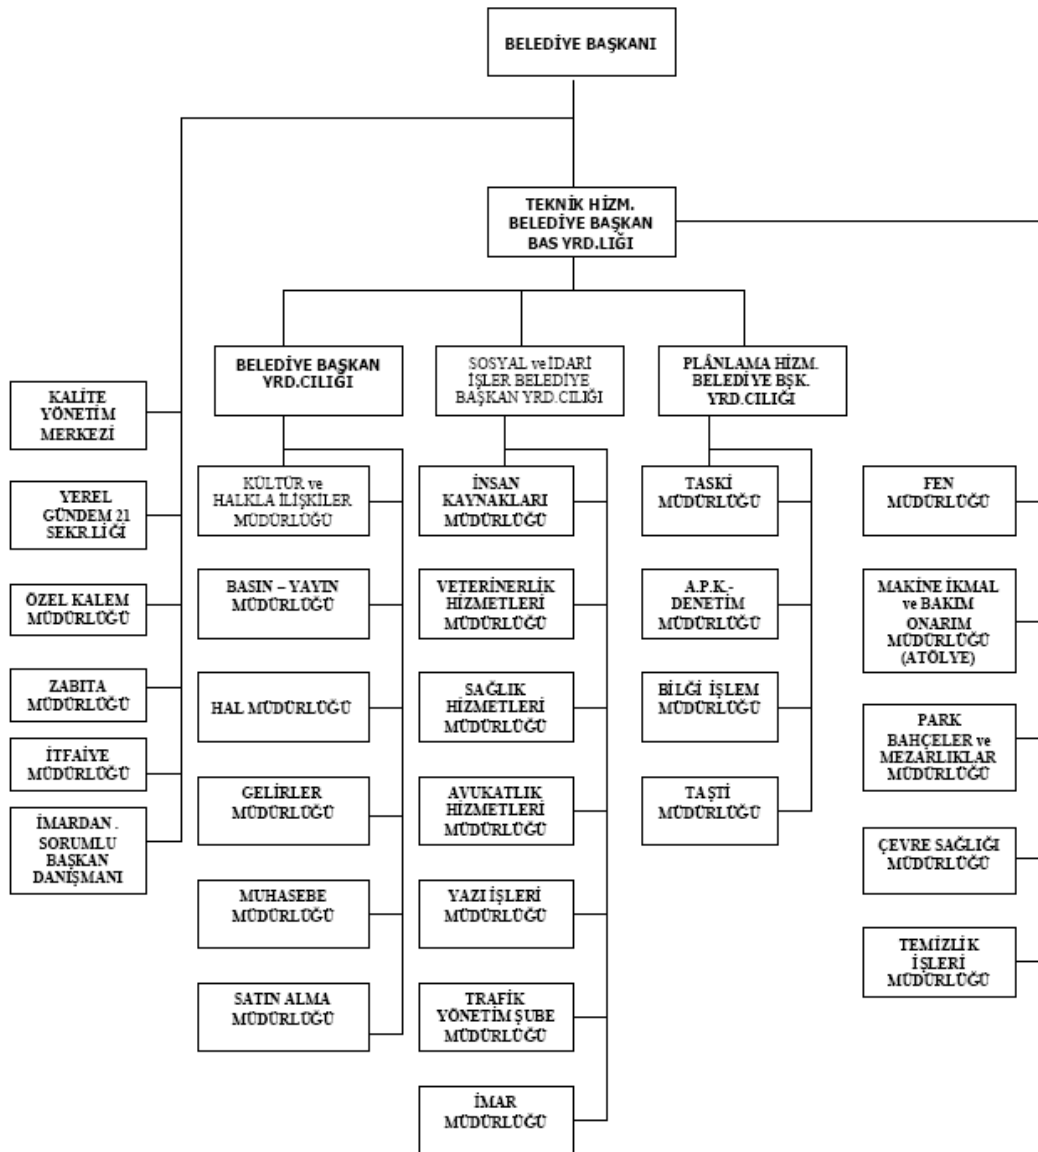 BELEDİYE BAŞKANI
TEKNİK HİZM.
BELEDİYE BAŞKAN
BAS YRD.LIĞI
BELEDİYE BAŞKAN
YRD.CILIĞI
SOSYAL ve İDARİ
İŞLER BELEDİYE
BAŞKAN YRD.CILIĞI
PLÂNLAMA HİZM.
BELEDİYE BŞK.
YRD.CILIĞI
KALİTE
YÖNETİM
MERKEZİ
YEREL
GÜNDEM 21
SEKR.LİĞİ
ÖZEL KALEM
MÜDÜRLÜĞÜ
ZABITA
MÜDÜRLÜĞÜ
İTFAİYE
MÜDÜRLÜĞÜ
İMARDAN .
SORUMLU
BAŞKAN
DANIŞMANI
KÜLTÜR ve
HALKLA İLİŞKİLER
MÜDÜRLÜĞÜ
BASIN – YAYIN
MÜDÜRLÜĞÜ
HAL MÜDÜRLÜĞÜ
GELİRLER
MÜDÜRLÜĞÜ
MUHASEBE
MÜDÜRLÜĞÜ
SATIN ALMA
MÜDÜRLÜĞÜ
İNSAN
KAYNAKLARI
MÜDÜRLÜĞÜ
VETERİNERLİK
HİZMETLERİ
MÜDÜRLÜĞÜ
SAĞLIK
HİZMETLERİ
MÜDÜRLÜĞÜ
AVUKATLIK
HİZMETLERİ
MÜDÜRLÜĞÜ
YAZI İŞLERİ
MÜDÜRLÜĞÜ
TRAFİK
YÖNETİM ŞUBE
MÜDÜRLÜĞÜ
İMAR
MÜDÜRLÜĞÜ
TASKİ
MÜDÜRLÜĞÜ
A.P.K.-
DENETİM
MÜDÜRLÜĞÜ
BİLĞİ İŞLEM
MÜDÜRLÜĞÜ
TAŞTİ
MÜDÜRLÜĞÜ
FEN
MÜDÜRLÜĞÜ
MAKİNE İKMAL
ve BAKIM
ONARIM
MÜDÜRLÜĞÜ
(ATÖLYE)
PARK
BAHÇELER ve
MEZARLIKLAR
MÜDÜRLÜĞÜ
ÇEVRE SAĞLIĞI
MÜDÜRLÜĞÜ
TEMİZLİK
İŞLERİ
MÜDÜRLÜĞÜ